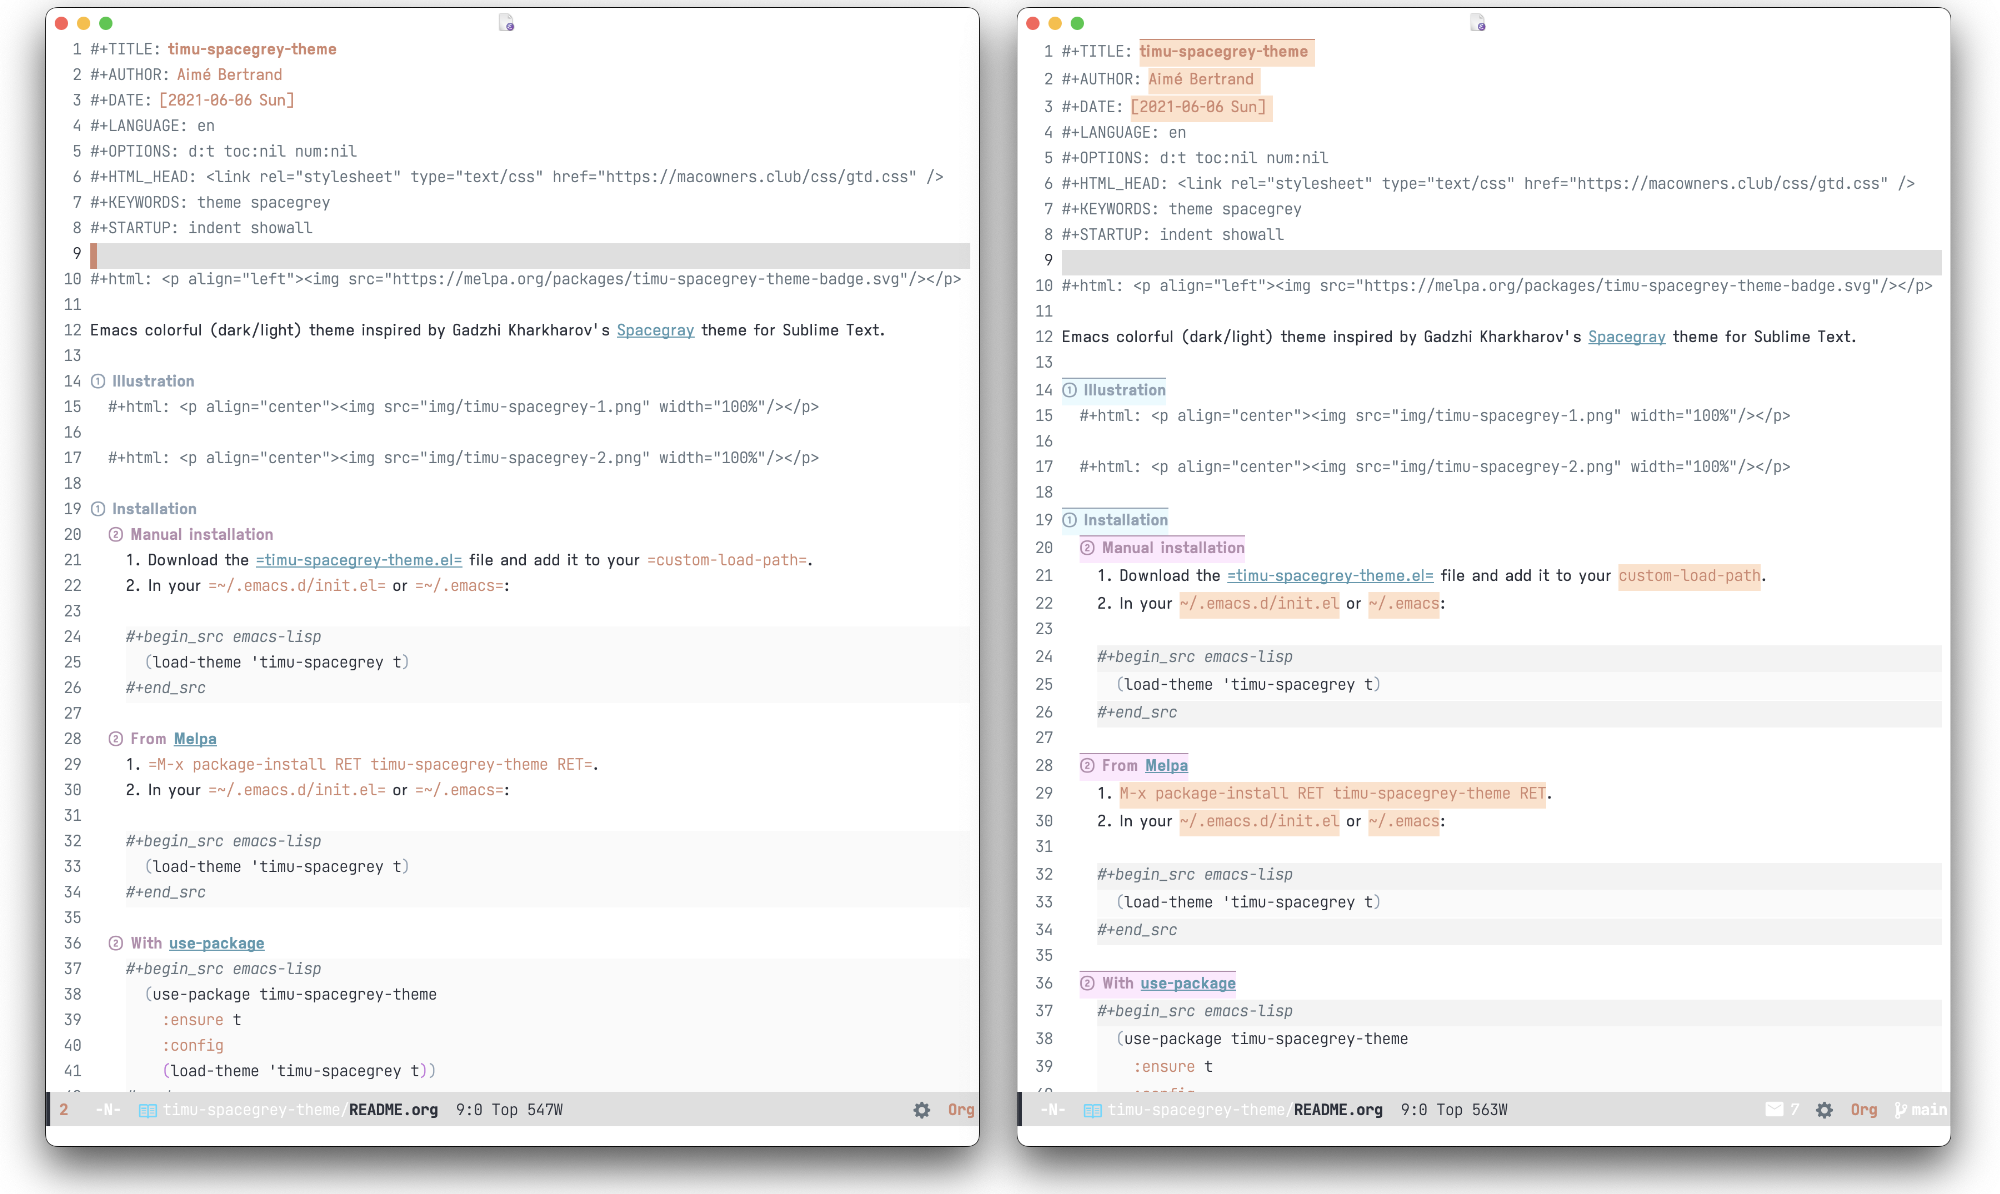 1 #+TITLE: timu-spacegrey-theme
2 #+AUTHOR: Aimé Bertrand
3 #+DATE: [2021-06-06 Sun]
4 #+LANGUAGE: en
5 #+OPTIONS: d:t toc:nil num:nil
6 #+HTML_HEAD: <link rel="stylesheet" type="text/css" href="https://macowners.club/css/gtd.css" />
7 #+KEYWORDS: theme spacegrey
8 #+STARTUP: indent showall
9
10 #+html: <p align="left"><img src="https://melpa.org/packages/timu-spacegrey-theme-badge.svg"/></p>
11
12 Emacs colorful (dark/light) theme inspired by Gadzhi Kharkharov's Spacegray theme for Sublime Text.
13
14 ① Illustration
15 #+html: <p align="center"><img src="img/timu-spacegrey-1.png" width="100%"/></p>
16
17 #+html: <p align="center"><img src="img/timu-spacegrey-2.png" width="100%"/></p>
18
19 ① Installation
20 ② Manual installation
21 1. Download the =timu-spacegrey-theme.el= file and add it to your =custom-load-path=.
22 2. In your =~/.emacs.d/init.el= or =~/.emacs=:
23
24 #+begin_src emacs-lisp
25 (load-theme 'timu-spacegrey t)
26 #+end_src
27
28 ② From Melpa
29 1. =M-x package-install RET timu-spacegrey-theme RET=.
30 2. In your =~/.emacs.d/init.el= or =~/.emacs=:
31
32 #+begin_src emacs-lisp
33 (load-theme 'timu-spacegrey t)
34 #+end_src
35
36 ② With use-package
37 #+begin_src emacs-lisp
38 (use-package timu-spacegrey-theme
39 :ensure t
40 :config
41 (load-theme 'timu-spacegrey t))
2 -N- timu-spacegrey-theme/README.org 9:0 Top 547W Org
1 #+TITLE: timu-spacegrey-theme
2 #+AUTHOR: Aimé Bertrand
3 #+DATE: [2021-06-06 Sun]
4 #+LANGUAGE: en
5 #+OPTIONS: d:t toc:nil num:nil
6 #+HTML_HEAD: <link rel="stylesheet" type="text/css" href="https://macowners.club/css/gtd.css" />
7 #+KEYWORDS: theme spacegrey
8 #+STARTUP: indent showall
9
10 #+html: <p align="left"><img src="https://melpa.org/packages/timu-spacegrey-theme-badge.svg"/></p>
11
12 Emacs colorful (dark/light) theme inspired by Gadzhi Kharkharov's Spacegray theme for Sublime Text.
13
14 ① Illustration
15 #+html: <p align="center"><img src="img/timu-spacegrey-1.png" width="100%"/></p>
16
17 #+html: <p align="center"><img src="img/timu-spacegrey-2.png" width="100%"/></p>
18
19 ① Installation
20 ② Manual installation
21 1. Download the =timu-spacegrey-theme.el= file and add it to your custom-load-path.
22 2. In your ~/.emacs.d/init.el or ~/.emacs:
23
24 #+begin_src emacs-lisp
25 (load-theme 'timu-spacegrey t)
26 #+end_src
27
28 ② From Melpa
29 1. M-x package-install RET timu-spacegrey-theme RET.
30 2. In your ~/.emacs.d/init.el or ~/.emacs:
31
32 #+begin_src emacs-lisp
33 (load-theme 'timu-spacegrey t)
34 #+end_src
35
36 ② With use-package
37 #+begin_src emacs-lisp
38 (use-package timu-spacegrey-theme
39 :ensure t
-N- timu-spacegrey-theme/README.org 9:0 Top 563W 7 Org main